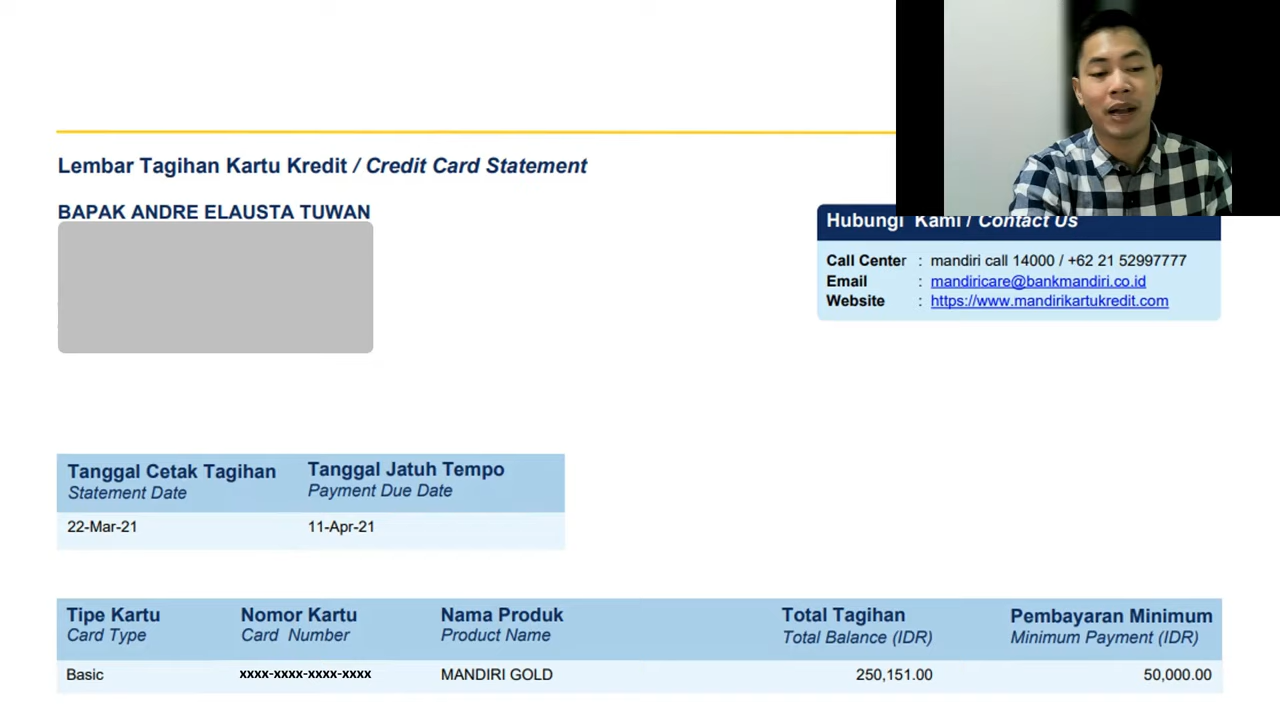 Lembar Tagihan Kartu Kredit / Credit Card Statement
BAPAK ANDRE ELAUSTA TUWAN
Hubungi Kami / Contact Us
Call Center : mandiri call 14000 / +62 21 52997777
Email : mandiricare@bankmandiri.co.id
Website : https://www.mandirikartukredit.com
Tanggal Cetak Tagihan Tanggal Jatuh Tempo
Statement Date Payment Due Date
22-Mar-21 11-Apr-21
Tipe Kartu Nomor Kartu Nama Produk Total Tagihan Pembayaran Minimum
Card Type Card Number Product Name Total Balance (IDR) Minimum Payment (IDR)
Basic xxxx-xxxx-xxxx-xxxx MANDIRI GOLD 250,151.00 50,000.00